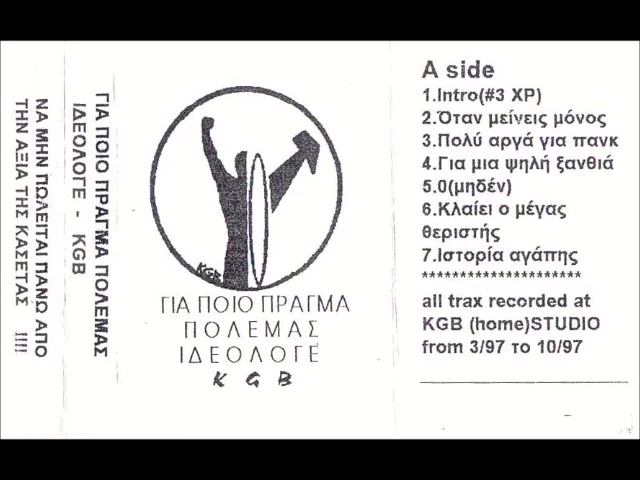 ΝΑ ΜΗΝ ΠΩΛΕΙΤΑΙ ΠΑΝΩ ΑΠΟ
ΤΗΝ ΑΞΙΑ ΤΗΣ ΚΑΣΕΤΑΣ !!!!
ΓΙΑ ΠΟΙΟ ΠΡΑΓΜΑ ΠΟΛΕΜΑΣ
ΙΔΕΟΛΟΓΕ - KGB
KGB
ΓΙΑ ΠΟΙΟ ΠΡΑΓΜΑ
ΠΟΛΕΜΑΣ
ΙΔΕΟΛΟΓΕ
K G B
A side
1.Intro(#3 XP)
2.Όταν μείνεις μόνος
3.Πολύ αργά για πανκ
4.Για μια ψηλή ξανθιά
5.0(μηδέν)
6.Κλαίει ο μέγας
θεριστής
7.Ιστορία αγάπης
*********************
all trax recorded at
KGB (home)STUDIO
from 3/97 το 10/97